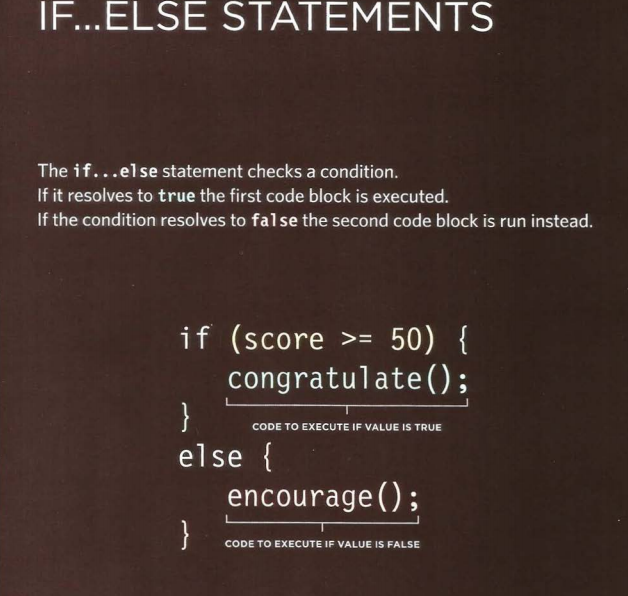 IF...ELSE STATEMENTS
The if...else statement checks a condition.
If it resolves to true the first code block is executed.
If the condition resolves to false the second code block is run instead.
if (score >= 50) {
congratulate();
}
CODE TO EXECUTE IF VALUE IS TRUE
else {
encourage();
}
CODE TO EXECUTE IF VALUE IS FALSE